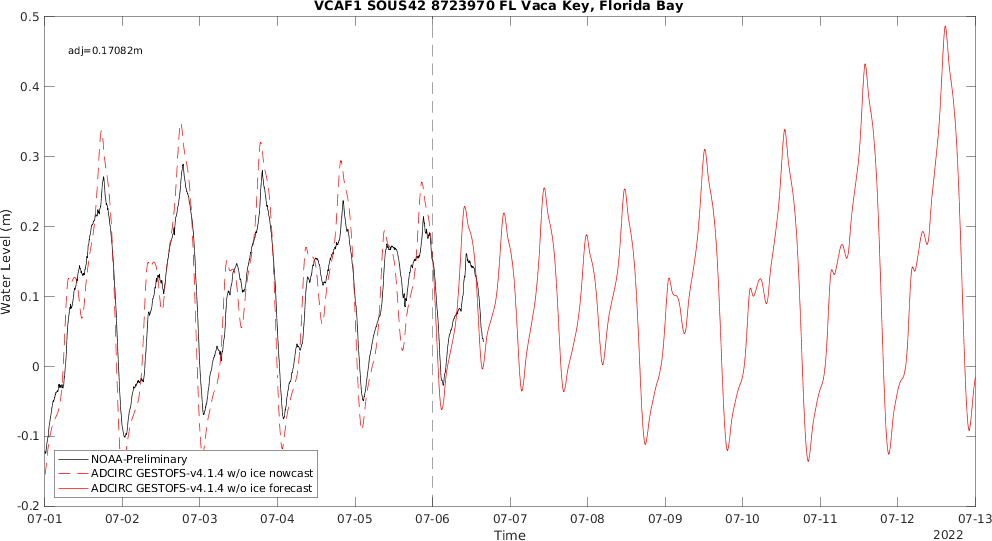 VCAF1 SOUS42 8723970 FL Vaca Key, Florida Bay
adj=0.17082m
0.5
0.4
0.3
0.2
0.1
0
-0.1
-0.2
Water Level (m)
NOAA-Preliminary
ADCIRC GESTOFS-v4.1.4 w/o ice nowcast
ADCIRC GESTOFS-v4.1.4 w/o ice forecast
07-01 07-02 07-03 07-04 07-05 07-06 07-07 07-08 07-09 07-10 07-11 07-12 07-13
Time
2022